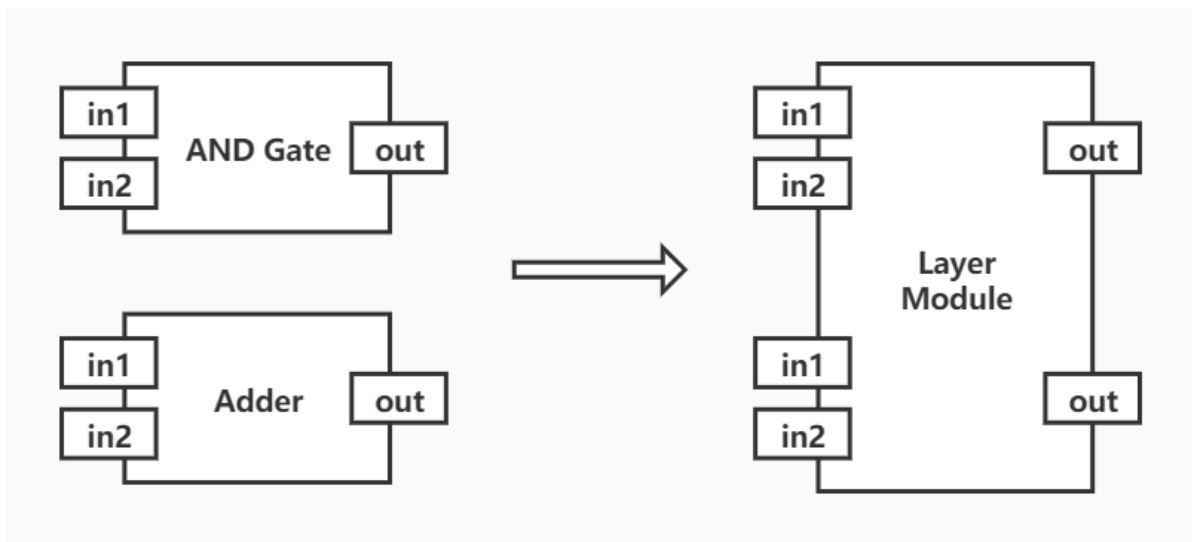 in1
in2
AND Gate
out
in1
in2
Adder
out
in1
in2
out
Layer
Module
in1
in2
out